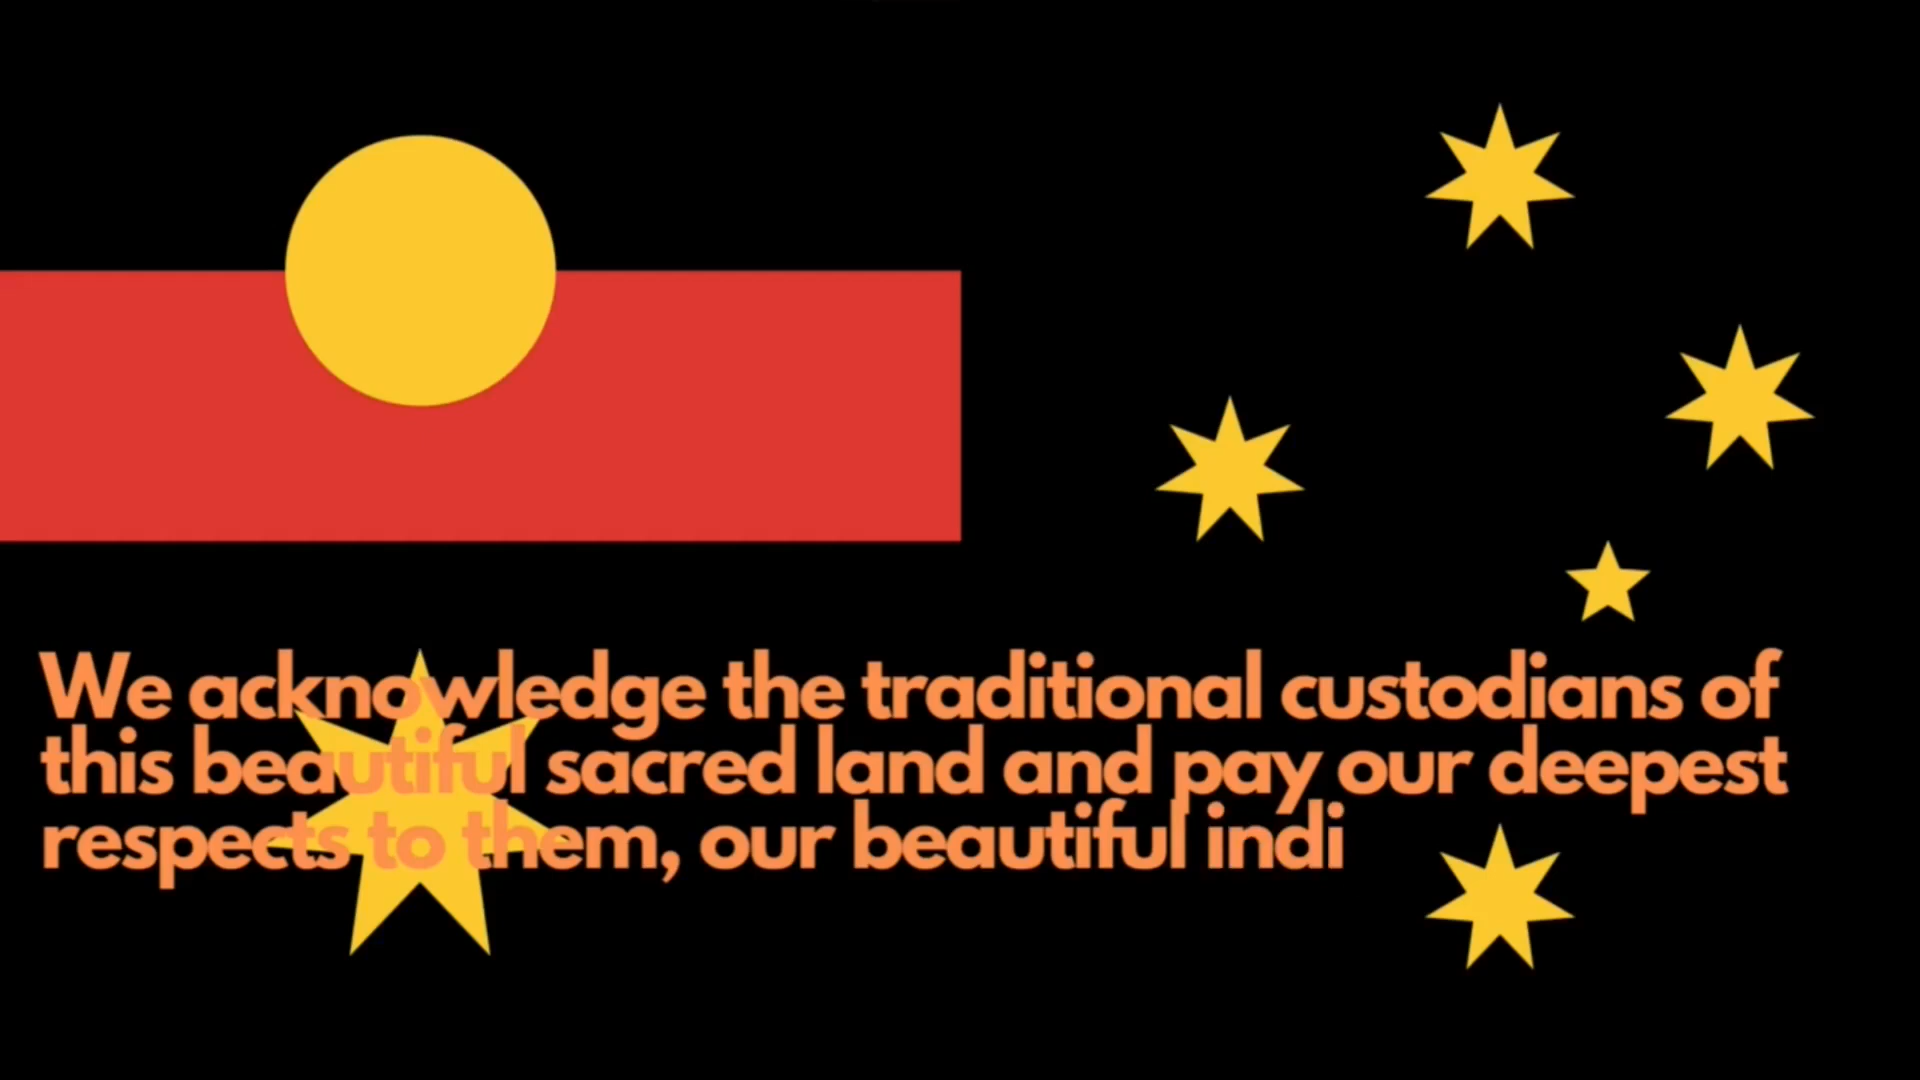 We acknowledge the traditional custodians of
this beautiful sacred land and pay our deepest
respects to them, our beautiful indi